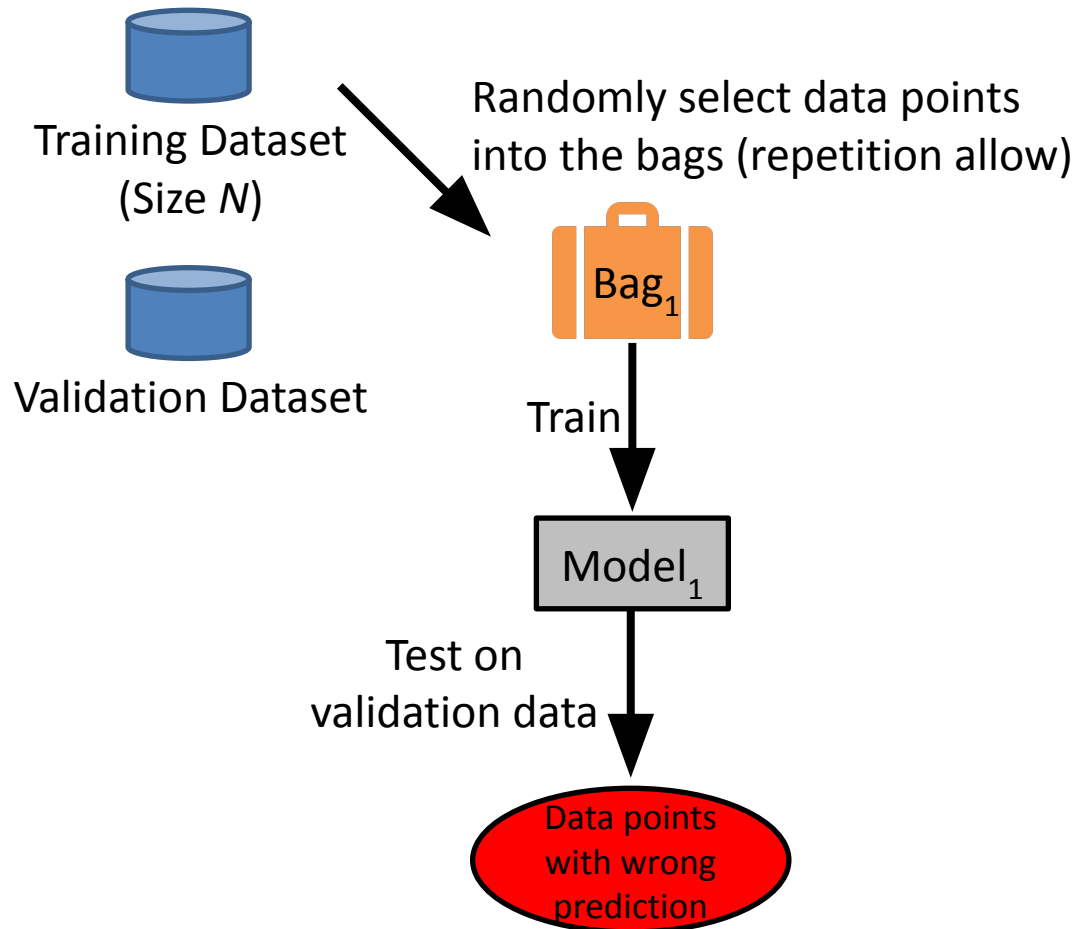 Training Dataset
(Size N)
Randomly select data points
into the bags (repetition allow)
Bag₁
Validation Dataset
Train
Model₁
Test on
validation data
Data points
with wrong
prediction